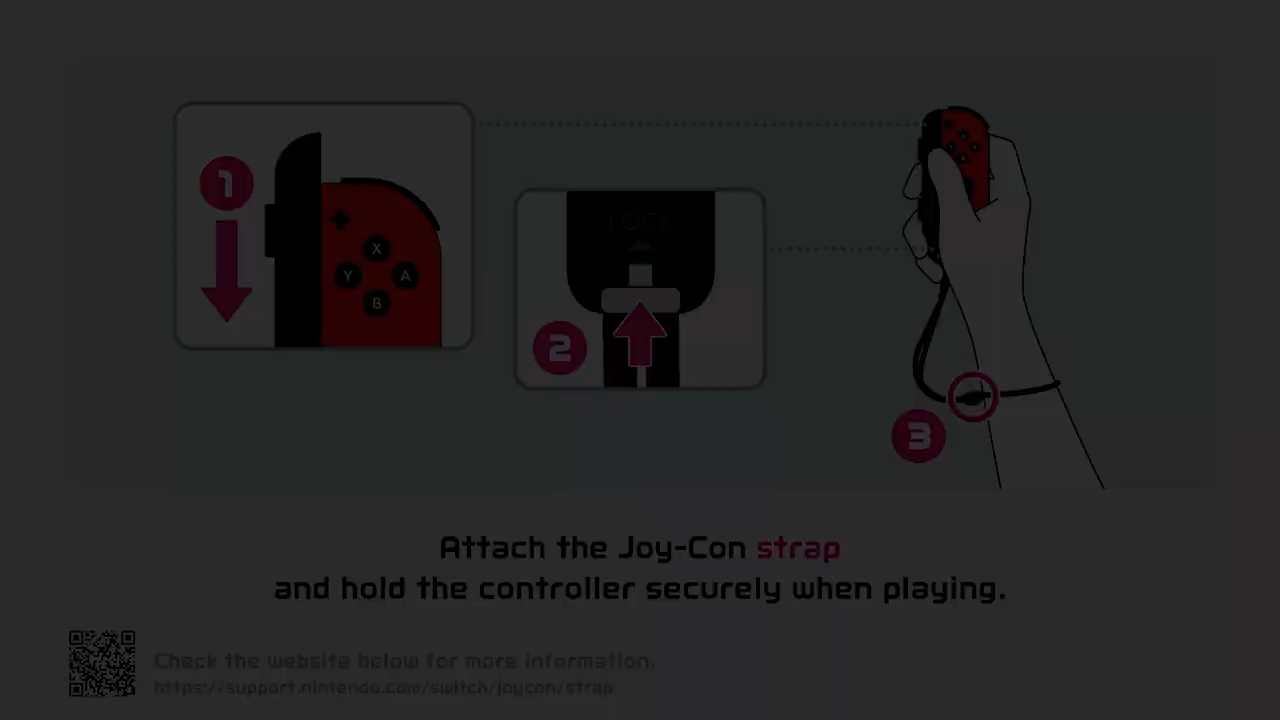 1
X
Y A
B
LOCK
2
3
Attach the Joy-Con strap
and hold the controller securely when playing.
Check the website below for more information.
https://support.nintendo.com/switch/joycon/strap